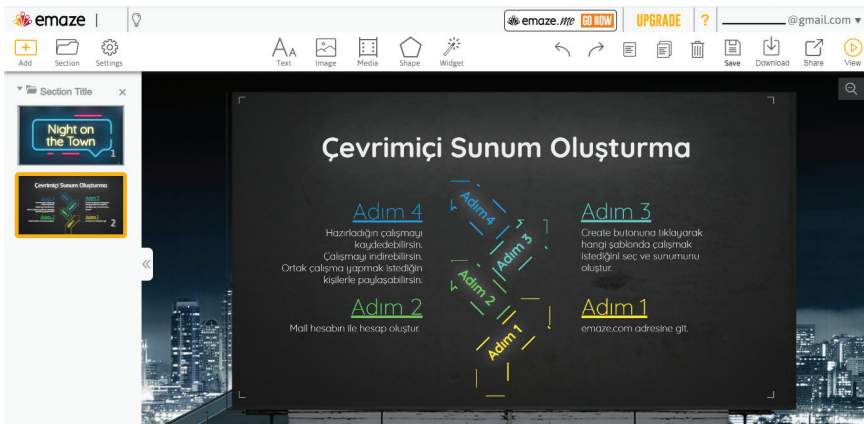 emaze
emaze.me GO NOW
UPGRADE
?
@gmail.com
Add
Section
Settings
Text
Image
Media
Shape
Widget
Save
Download
Share
View
Section Title
Night on
the Town
1
Çevrimiçi Sunum Oluşturma
2
Çevrimiçi Sunum Oluşturma
Adım 4
Hazırladığın çalışmayı
kaydedebilirsin.
Çalışmayı indirebilirsin.
Ortak çalışma yapmak istediğin
kişilerle paylaşabilirsin.
Adım 2
Mail hesabın ile hesap oluştur.
Adım 4
Adım 3
Adım 2
Adım 1
Adım 3
Create butonuna tıklayarak
hangi şablonda çalışmak
istediğini seç ve sunumunu
oluştur.
Adım 1
emaze.com adresine git.